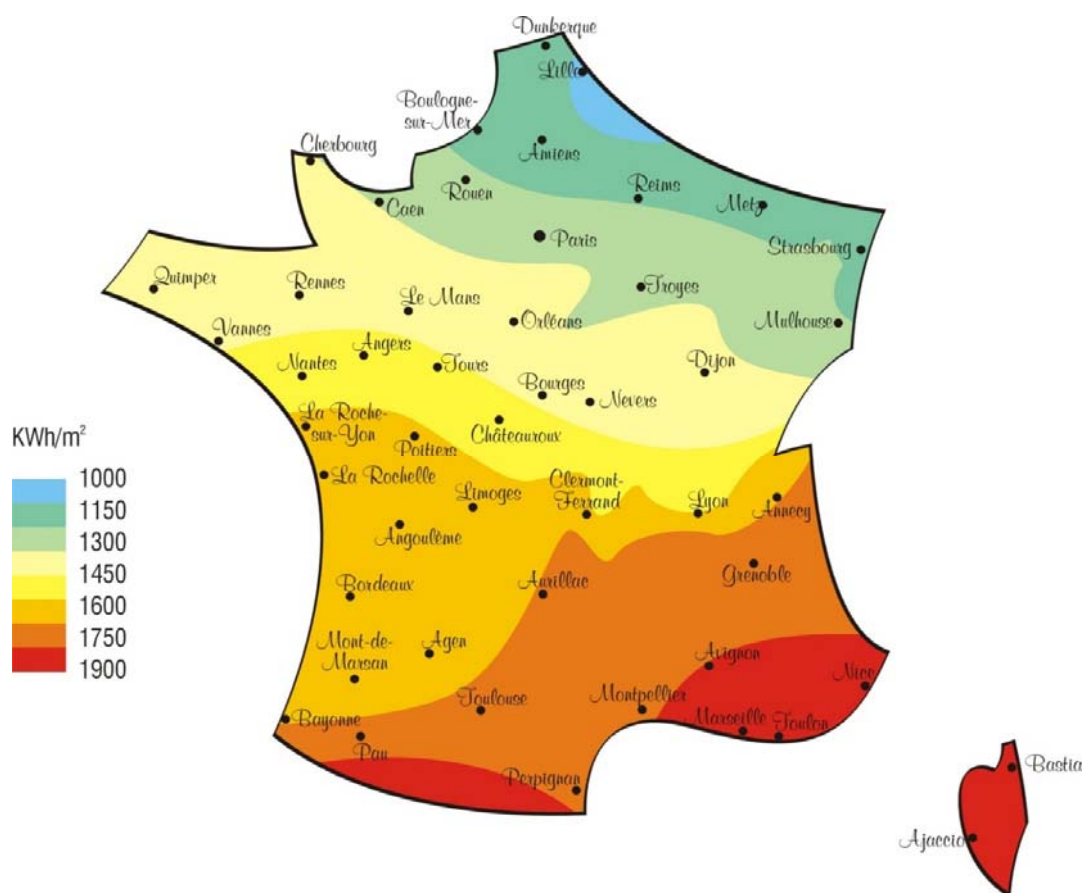 Dunkerque
Lille
Boulogne-
sur-Mer
Amiens
Cherbourg
Rouen
Reims
Metz
Caen
Paris
Strasbourg
Quimper
Rennes
Le Mans
Troyes
Orléans
Mulhouse
Vannes
Angers
Nantes
Tours
Dijon
Bourges
Nevers
La Roche-
sur-Yon
Poitiers
Châteauroux
KWh/m²
1000
1150
1300
1450
1600
1750
1900
La Rochelle
Limoges
Clermont-
Ferrand
Lyon
Annecy
Angoulême
Grenoble
Bordeaux
Aurillac
Mont-de-
Marsan
Agen
Avignon
Nice
Bayonne
Toulouse
Montpellier
Marseille
Toulon
Pau
Perpignan
Bastia
Ajaccio